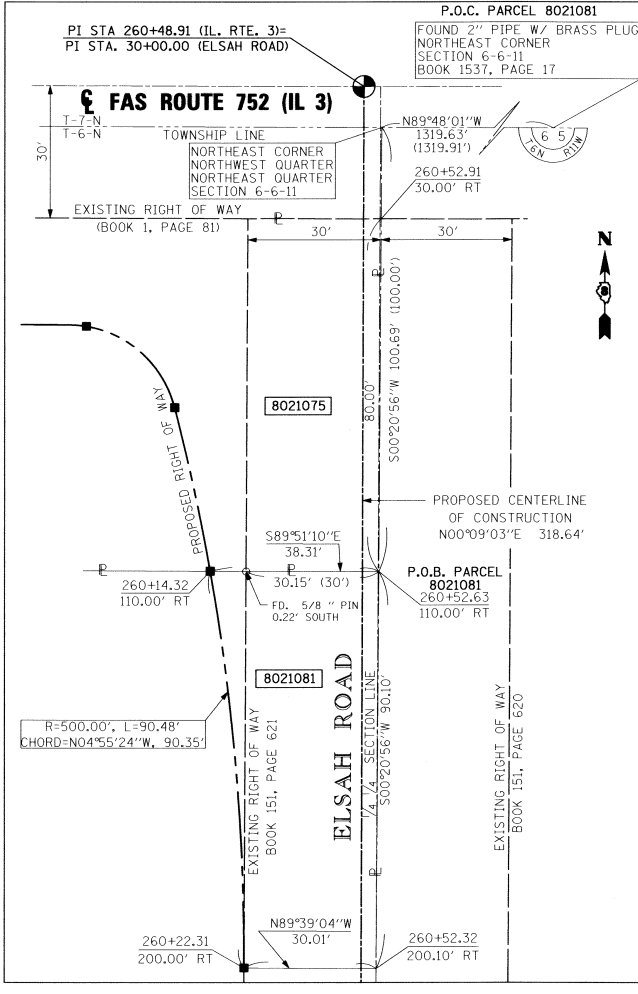 P.O.C. PARCEL 8021081
FOUND 2" PIPE W/ BRASS PLUG
NORTHEAST CORNER
SECTION 6-6-11
BOOK 1537, PAGE 17
PI STA 260+48.91 (IL. RTE. 3)=
PI STA. 30+00.00 (ELSAH ROAD)
℄ FAS ROUTE 752 (IL 3)
T-7-N
T-6-N
TOWNSHIP LINE
30'
N89°48'01"W
1319.63'
(1319.91')
6 5
T6N R11W
NORTHEAST CORNER
NORTHWEST QUARTER
NORTHEAST QUARTER
SECTION 6-6-11
260+52.91
30.00' RT
EXISTING RIGHT OF WAY
(BOOK 1, PAGE 81)
PL
30'
30'
N
8
PL
PROPOSED RIGHT OF WAY
8021075
80.00'
S00°20'56"W 100.69' (100.00')
PROPOSED CENTERLINE
OF CONSTRUCTION
N00°09'03"E 318.64'
S89°51'10"E
38.31'
PL
PL
30.15' (30')
260+14.32
110.00' RT
FD. 5/8 " PIN
0.22' SOUTH
P.O.B. PARCEL
8021081
260+52.63
110.00' RT
8021081
R=500.00', L=90.48'
CHORD=N04°55'24"W, 90.35'
EXISTING RIGHT OF WAY
BOOK 151, PAGE 621
ELSAH ROAD
1/4 1/4 SECTION LINE
S00°20'56"W 90.10'
PL
EXISTING RIGHT OF WAY
BOOK 151, PAGE 620
N89°39'04"W
30.01'
260+22.31
200.00' RT
260+52.32
200.10' RT